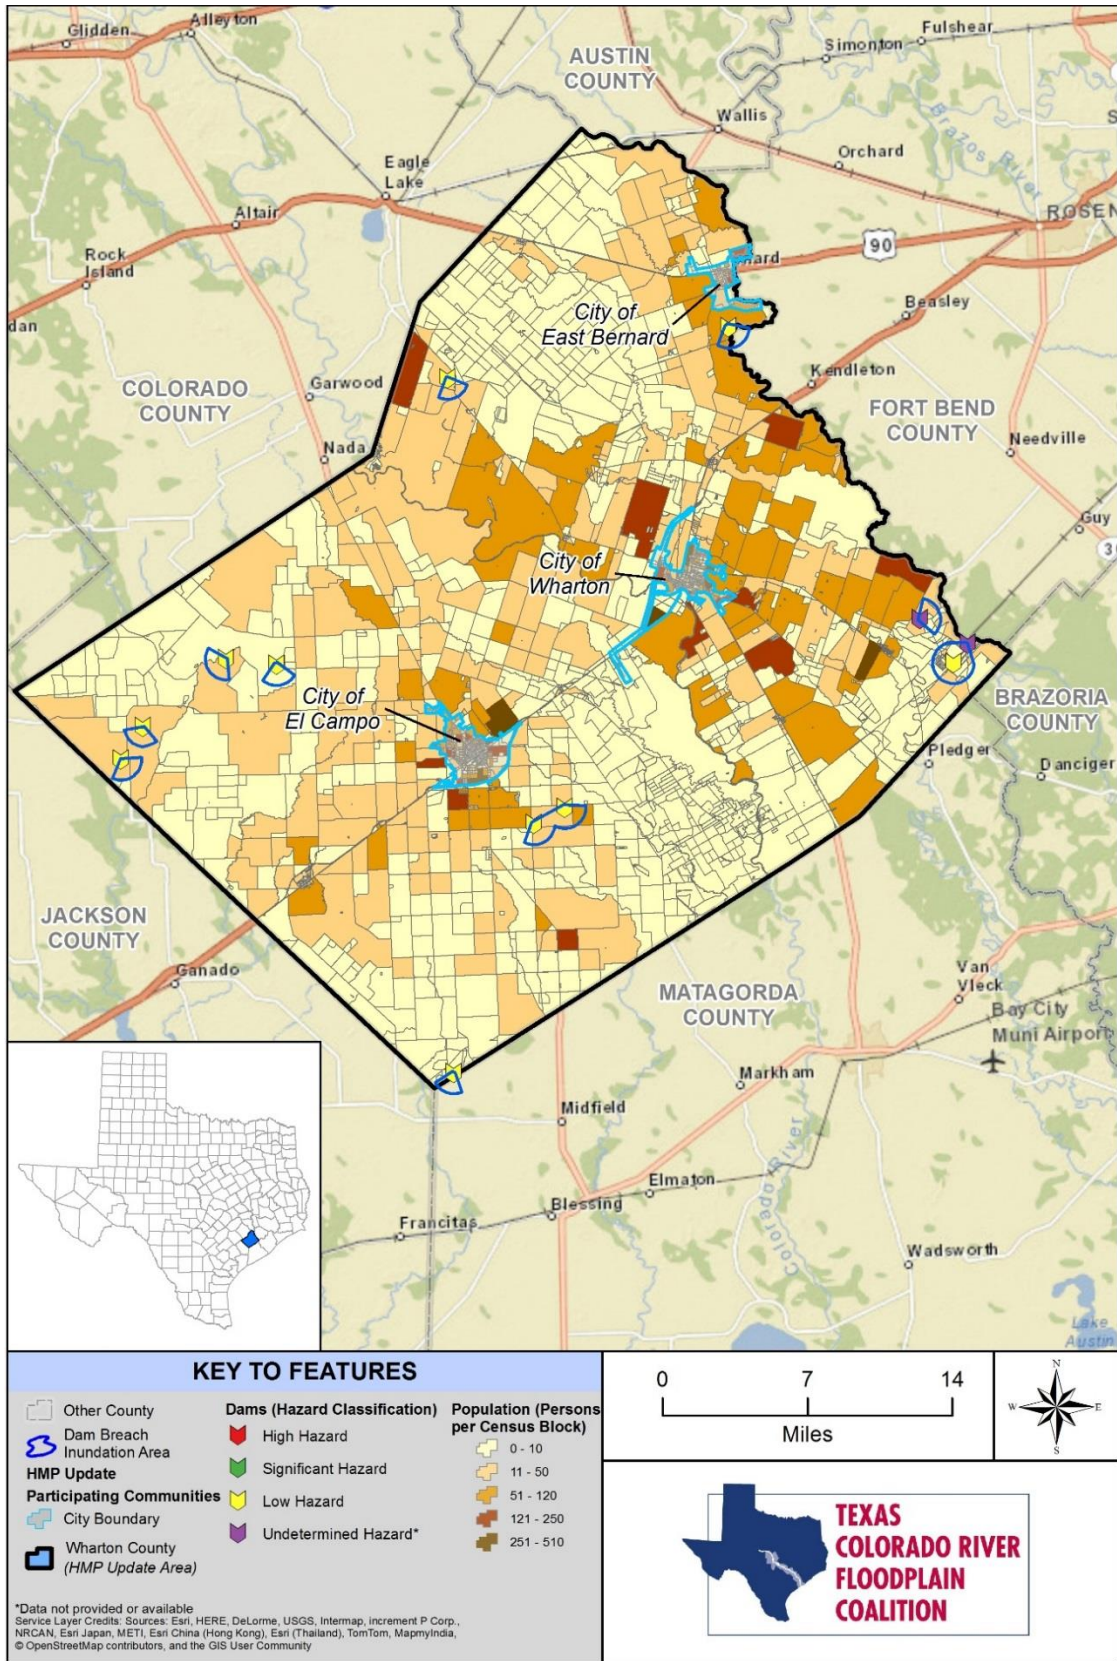 Glidden
Alleyton
Fulshear
Simonton
AUSTIN
COUNTY
Wallis
Brazos River
Orchard
Eagle
Lake
Altair
ROSEN
90
Rock
Island
nard
Beasley
City of
East Bernard
dan
COLORADO
COUNTY
Garwood
Kendleton
FORT BEND
COUNTY
Nada
Needville
Guy
City of
Wharton
City of
El Campo
BRAZORIA
COUNTY
Pledger
Danciger
JACKSON
COUNTY
Ganado
MATAGORDA
COUNTY
Van
Vleck
Bay City
Muni Airport
Markham
Midfield
Colorado River
Elmaton
Blessing
Francitas
Wadsworth
Lake
Austin
KEY TO FEATURES
Other County
Dam Breach
Inundation Area
HMP Update
Participating Communities
City Boundary
Wharton County
(HMP Update Area)
Dams (Hazard Classification)
High Hazard
Significant Hazard
Low Hazard
Undetermined Hazard*
Population (Persons
per Census Block)
0 - 10
11 - 50
51 - 120
121 - 250
251 - 510
*Data not provided or available
Service Layer Credits: Sources: Esri, HERE, DeLorme, USGS, Intermap, increment P Corp.,
NRCAN, Esri Japan, METI, Esri China (Hong Kong), Esri (Thailand), TomTom, MapmyIndia,
© OpenStreetMap contributors, and the GIS User Community
0 7 14
Miles
N
W E
S
TEXAS
COLORADO RIVER
FLOODPLAIN
COALITION